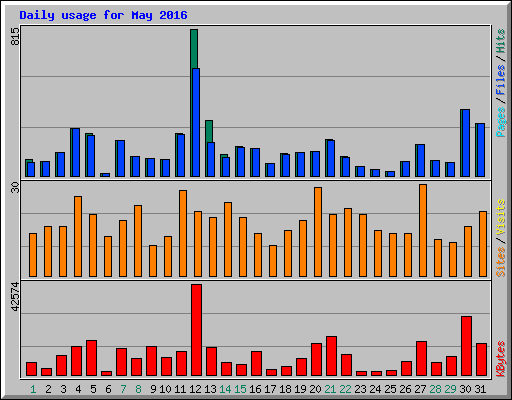 Daily usage for May 2016
815
Pages / Files / Hits
30
Sites / Visits
42574
KBytes
1 2 3 4 5 6 7 8 9 10 11 12 13 14 15 16 17 18 19 20 21 22 23 24 25 26 27 28 29 30 31